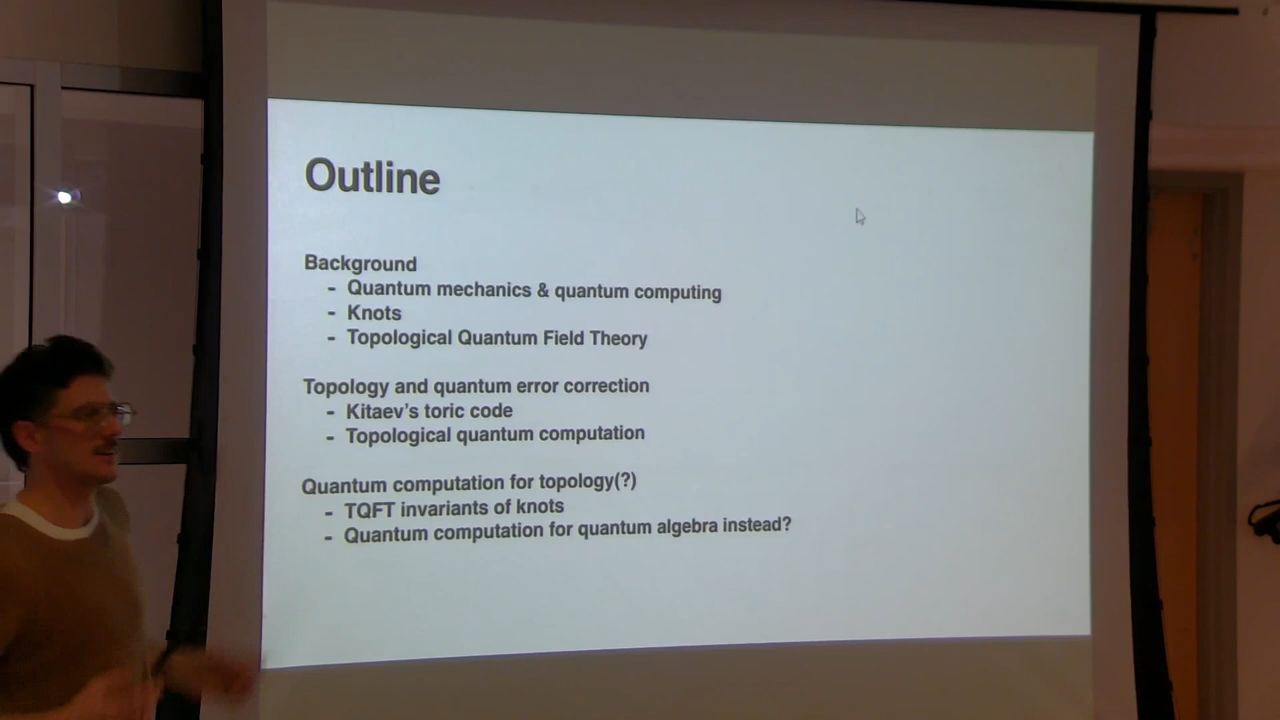 Outline
Background
- Quantum mechanics & quantum computing
- Knots
- Topological Quantum Field Theory
Topology and quantum error correction
- Kitaev's toric code
- Topological quantum computation
Quantum computation for topology(?)
- TQFT invariants of knots
- Quantum computation for quantum algebra instead?